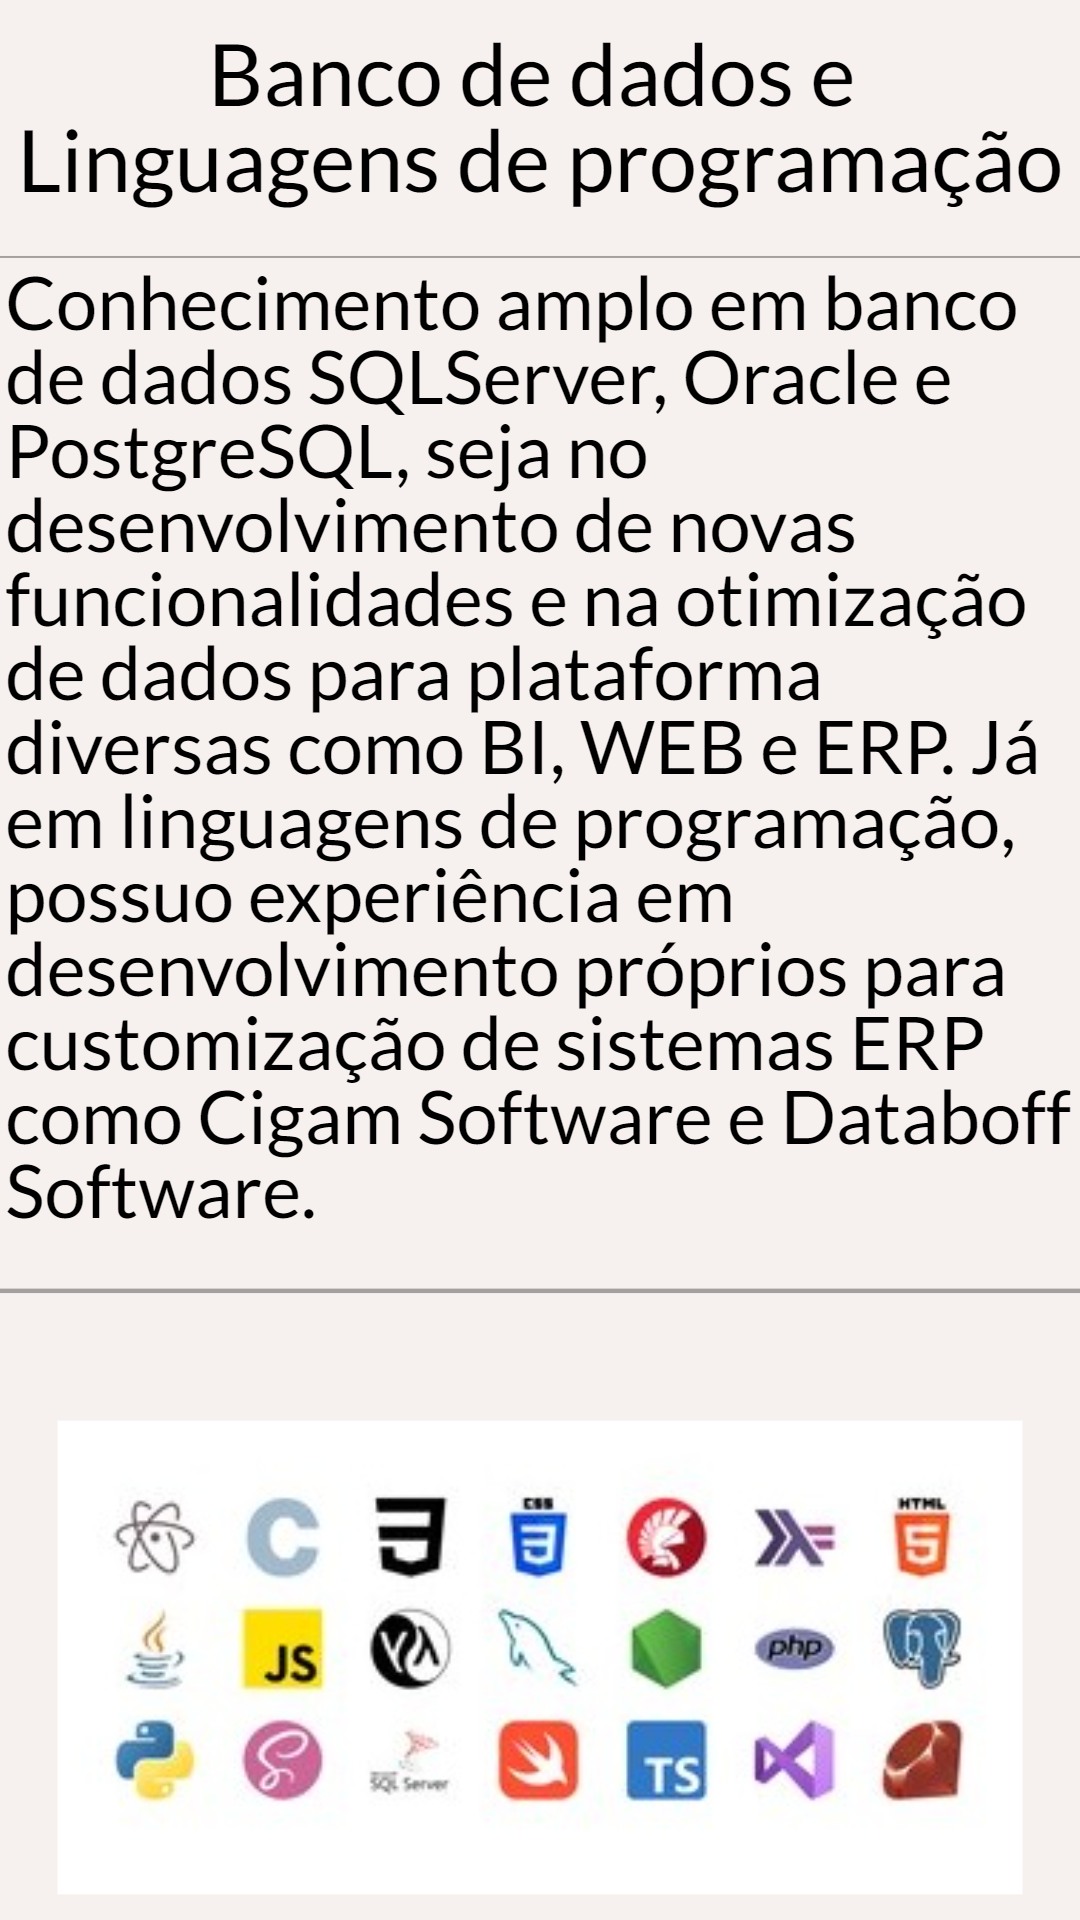 Banco de dados e
Linguagens de programação
Conhecimento amplo em banco
de dados SQLServer, Oracle e
PostgreSQL, seja no
desenvolvimento de novas
funcionalidades e na otimização
de dados para plataforma
diversas como BI, WEB e ERP. Já
em linguagens de programação,
possuo experiência em
desenvolvimento próprios para
customização de sistemas ERP
como Cigam Software e Databoff
Software.
C
CSS
3
HTML
5
JS
php
SQL Server
TS